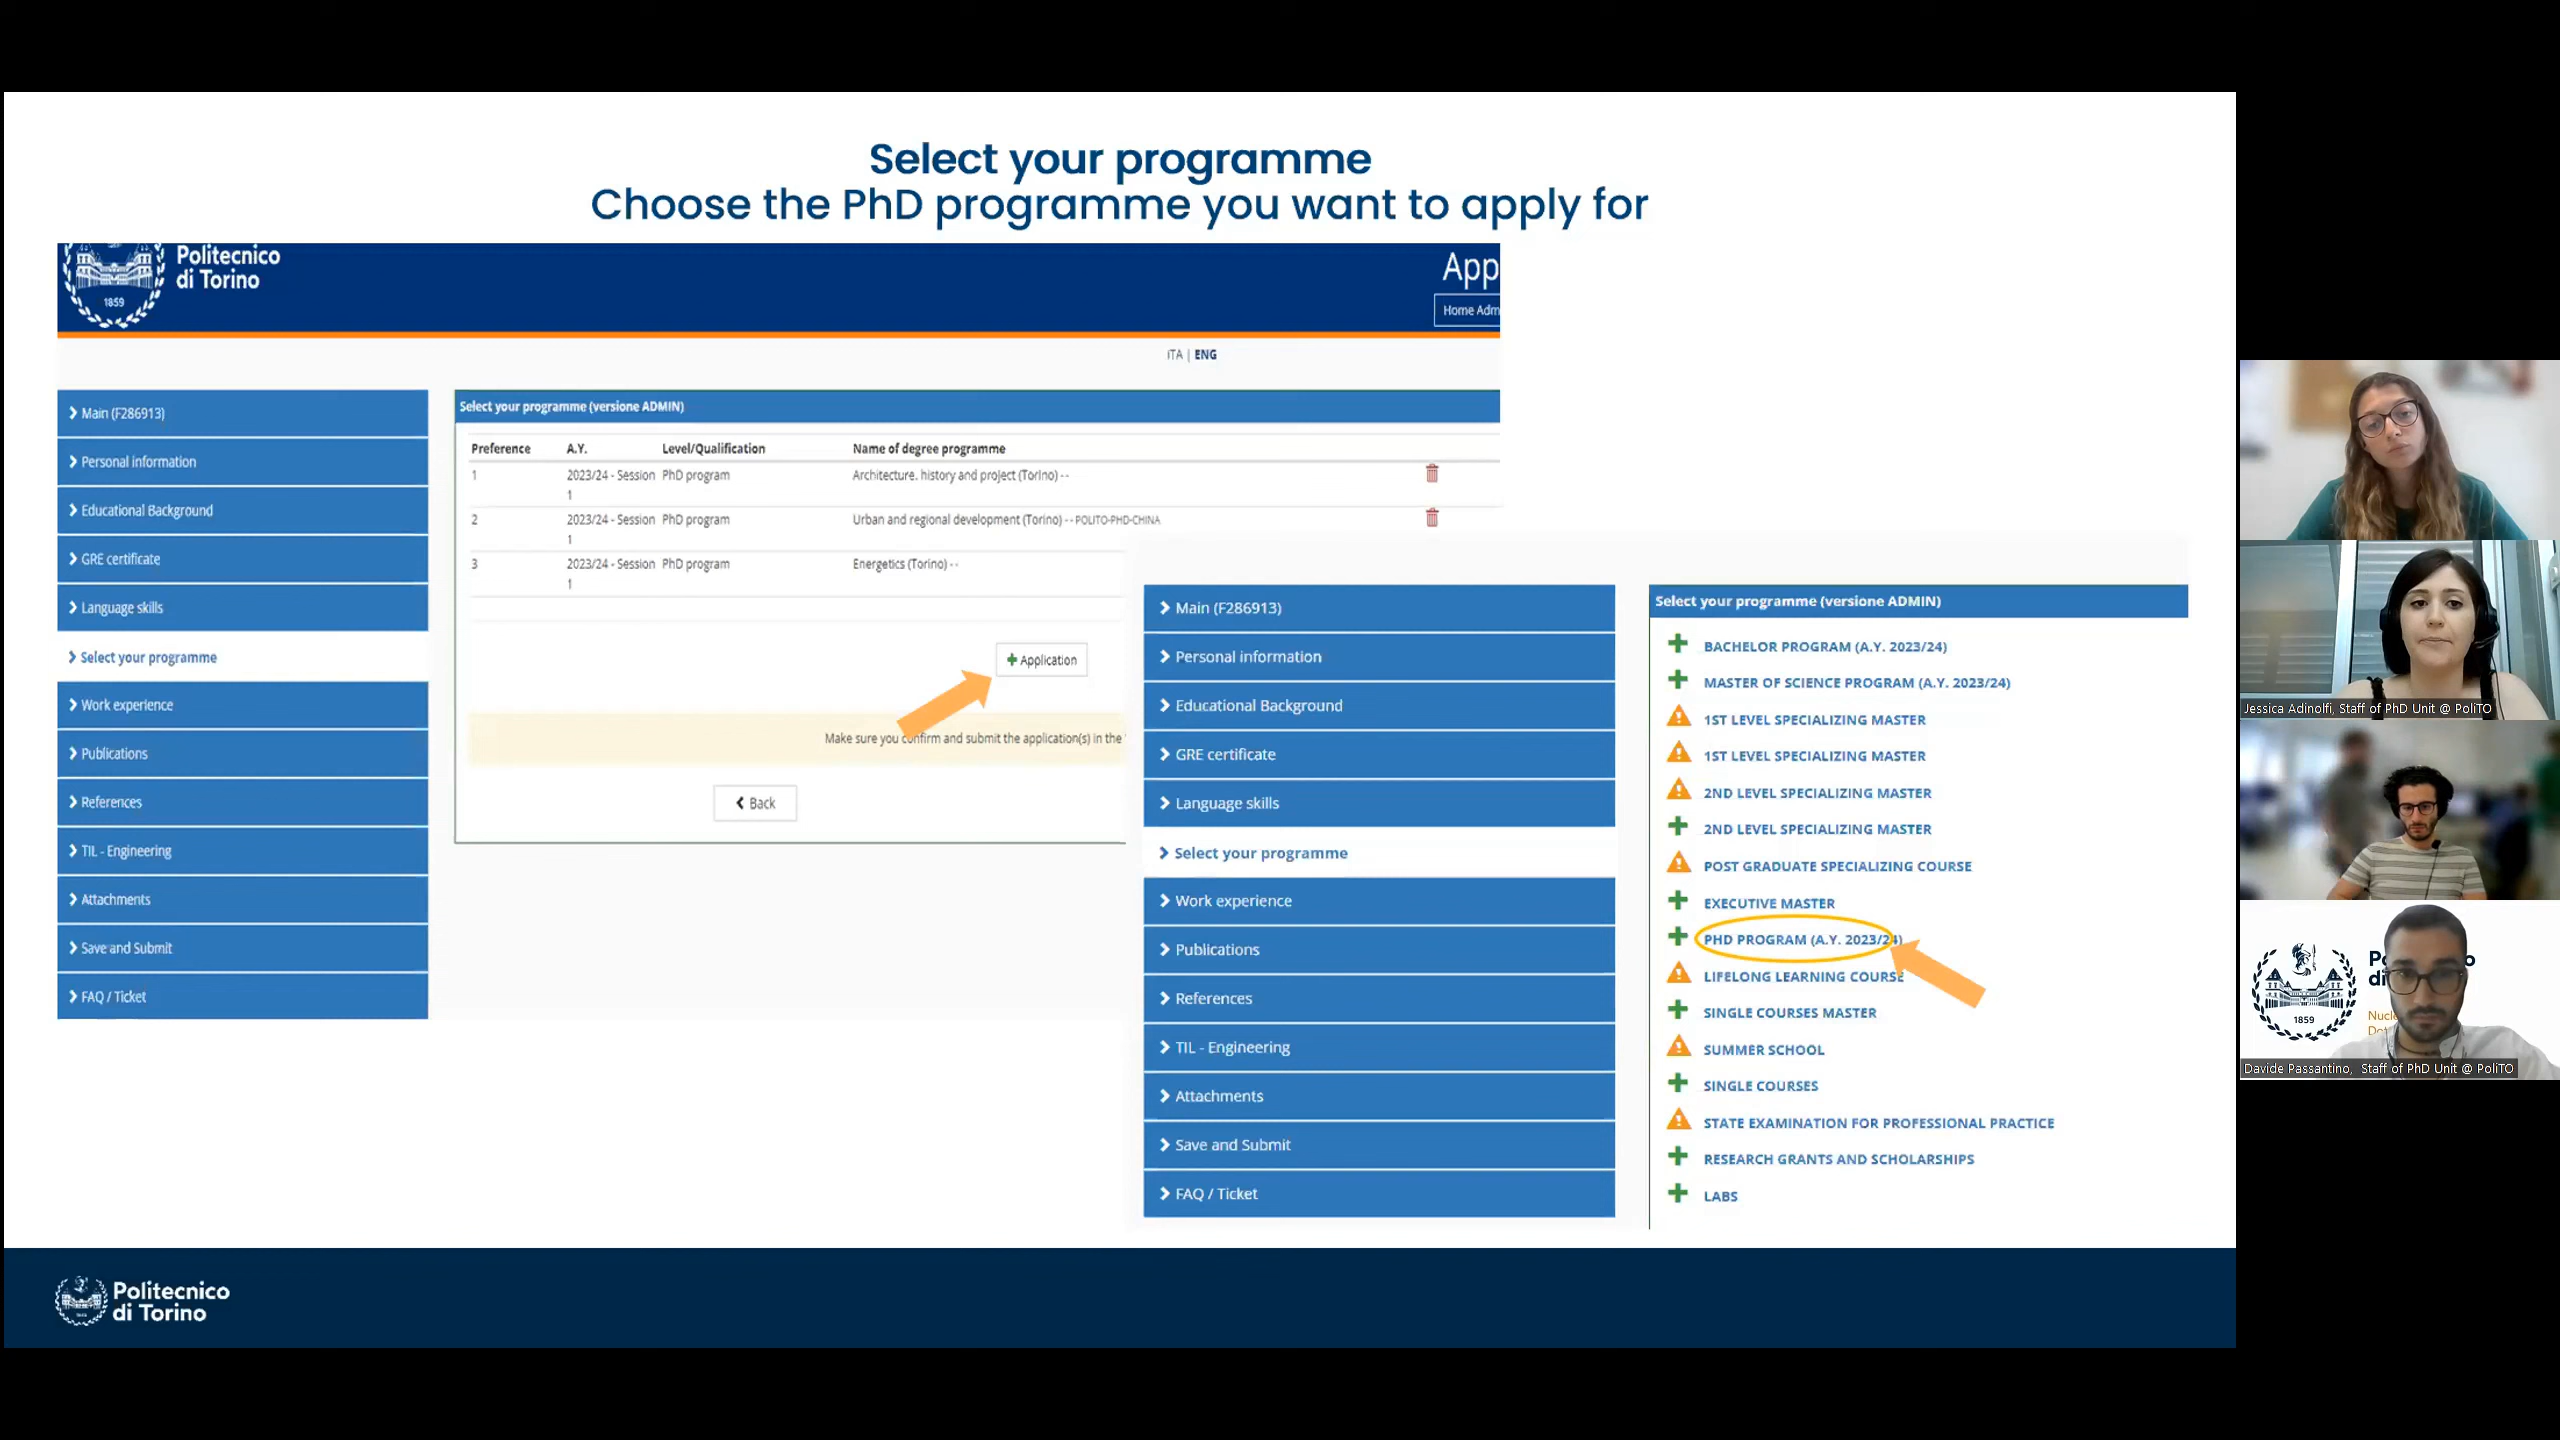 Select your programme
Choose the PhD programme you want to apply for
Politecnico
di Torino
1859
App
Home Adm
ITA | ENG
Main (F286913)
Personal information
Educational Background
GRE certificate
Language skills
Select your programme
Work experience
Publications
References
TIL - Engineering
Attachments
Save and Submit
FAQ / Ticket
Select your programme (versione ADMIN)
Preference A.Y. Level/Qualification Name of degree programme
1 2023/24 - Session PhD program Architecture. history and project (Torino) - -
1
2 2023/24 - Session PhD program Urban and regional development (Torino) - - POLITO-PHD-CHINA
1
3 2023/24 - Session PhD program Energetics (Torino) - -
1
Application
Make sure you confirm and submit the application(s) in the
Back
Main (F286913)
Personal information
Educational Background
GRE certificate
Language skills
Select your programme
Work experience
Publications
References
TIL - Engineering
Attachments
Save and Submit
FAQ / Ticket
Select your programme (versione ADMIN)
BACHELOR PROGRAM (A.Y. 2023/24)
MASTER OF SCIENCE PROGRAM (A.Y. 2023/24)
1ST LEVEL SPECIALIZING MASTER
1ST LEVEL SPECIALIZING MASTER
2ND LEVEL SPECIALIZING MASTER
2ND LEVEL SPECIALIZING MASTER
POST GRADUATE SPECIALIZING COURSE
EXECUTIVE MASTER
PHD PROGRAM (A.Y. 2023/24)
LIFELONG LEARNING COURSE
SINGLE COURSES MASTER
SUMMER SCHOOL
SINGLE COURSES
STATE EXAMINATION FOR PROFESSIONAL PRACTICE
RESEARCH GRANTS AND SCHOLARSHIPS
LABS
Politecnico
di Torino
Jessica Adinolfi, Staff of PhD Unit @ PoliTO
1859
Davide Passantino, Staff of PhD Unit @ PoliTO